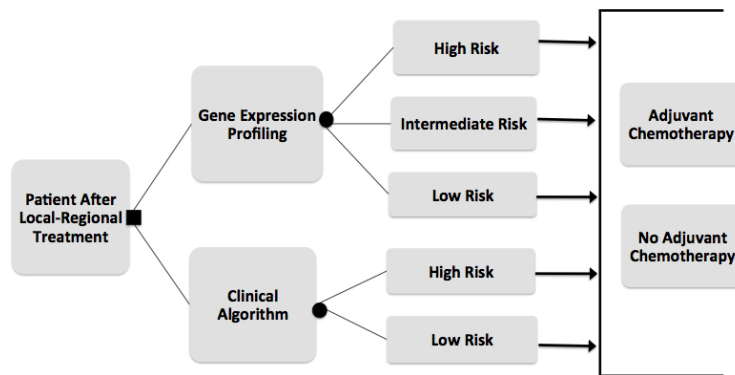 Patient After
Local-Regional
Treatment
Gene Expression
Profiling
Clinical
Algorithm
High Risk
Intermediate Risk
Low Risk
High Risk
Low Risk
Adjuvant
Chemotherapy
No Adjuvant
Chemotherapy